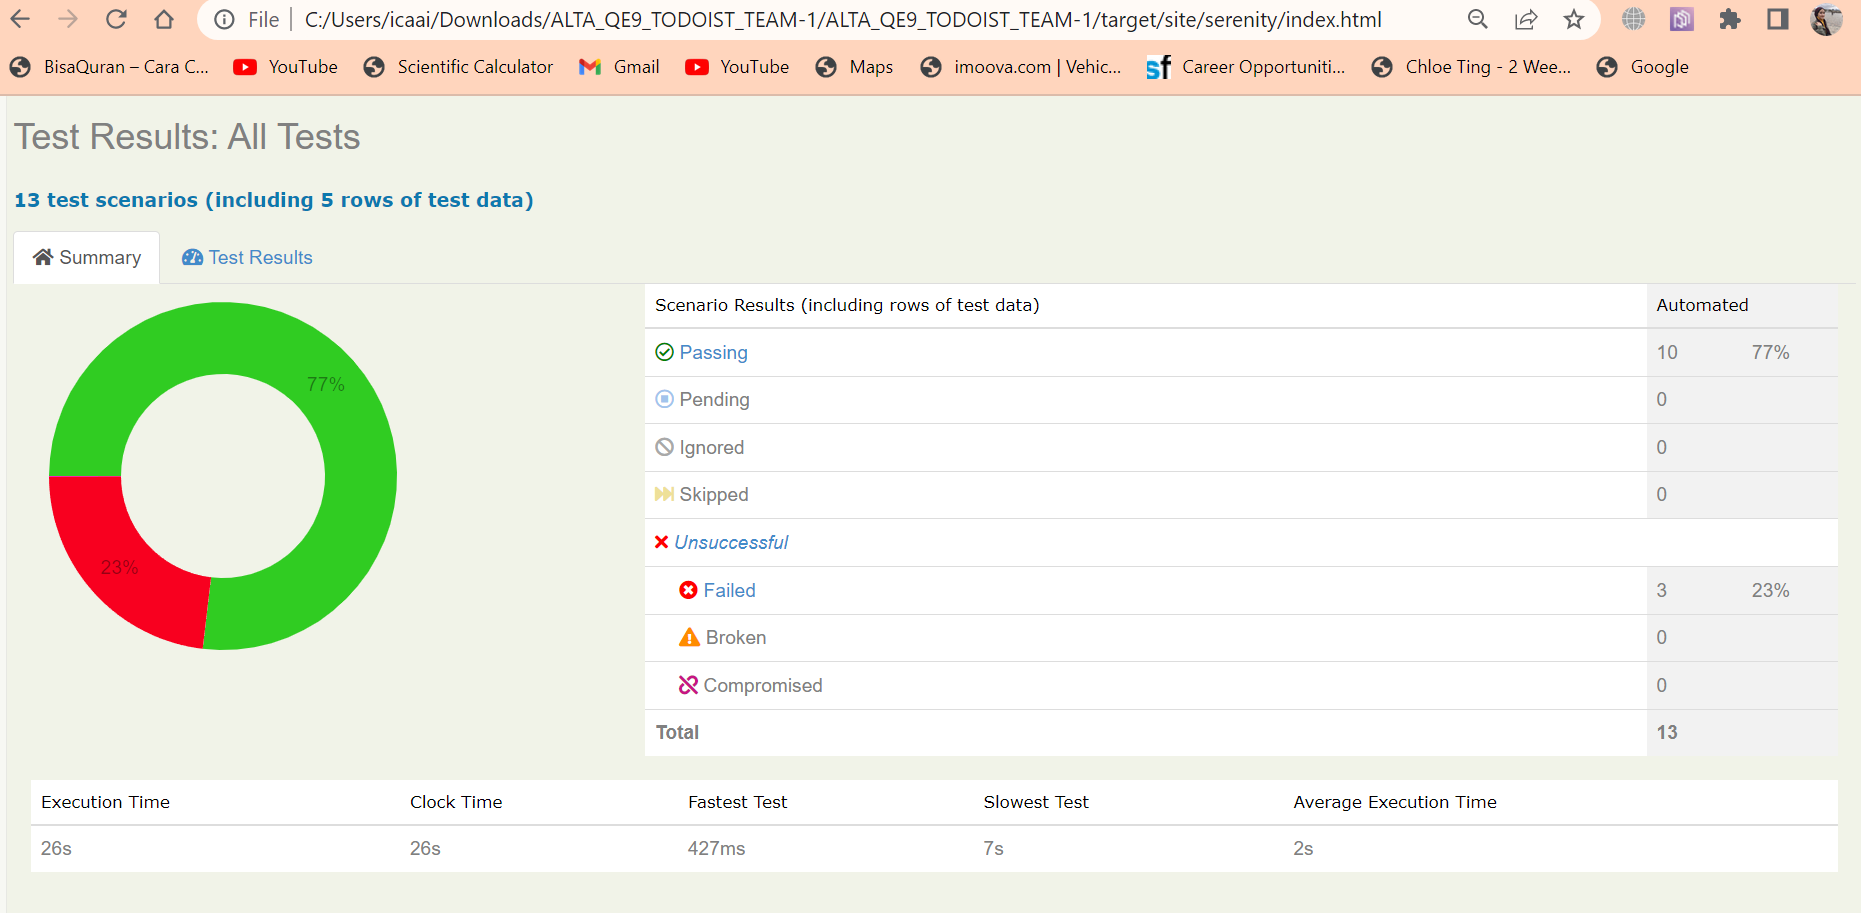 File | C:/Users/icaai/Downloads/ALTA_QE9_TODOIST_TEAM-1/ALTA_QE9_TODOIST_TEAM-1/target/site/serenity/index.html
BisaQuran – Cara C... YouTube Scientific Calculator Gmail YouTube Maps imoova.com | Vehic... sf Career Opportuniti... Chloe Ting - 2 Wee... Google
Test Results: All Tests
13 test scenarios (including 5 rows of test data)
Summary Test Results
77%
23%
Scenario Results (including rows of test data) Automated
Passing 10 77%
Pending 0
Ignored 0
Skipped 0
Unsuccessful
Failed 3 23%
Broken 0
Compromised 0
Total 13
Execution Time Clock Time Fastest Test Slowest Test Average Execution Time
26s 26s 427ms 7s 2s